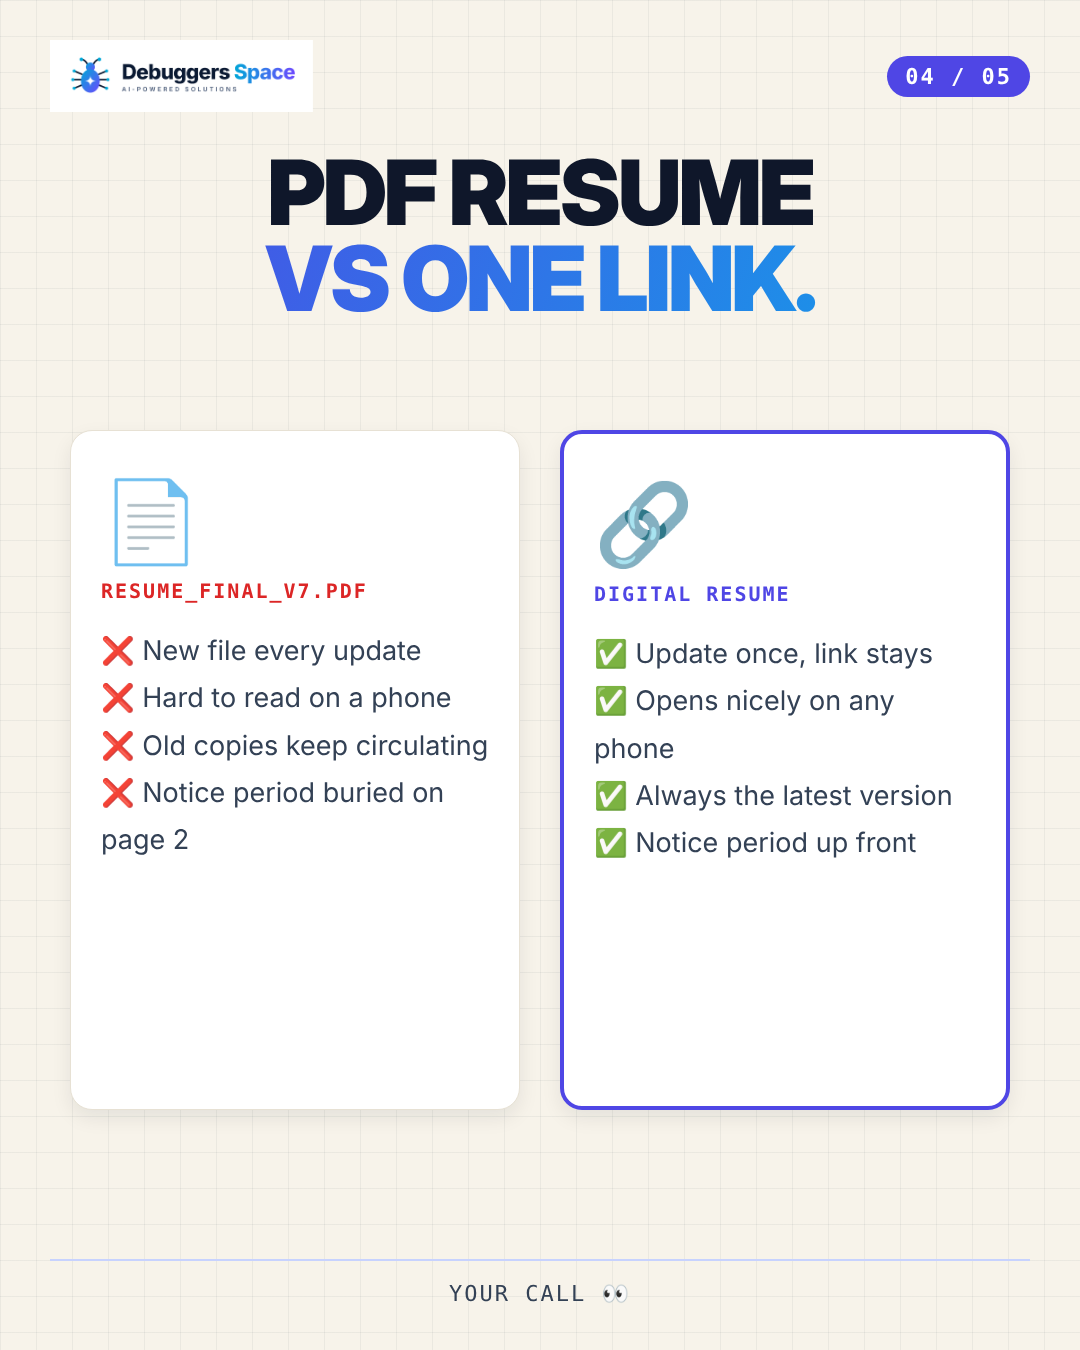 Debuggers Space
AI-POWERED SOLUTIONS
04 / 05
PDF RESUME
VS ONE LINK.
RESUME_FINAL_V7.PDF
❌ New file every update
❌ Hard to read on a phone
❌ Old copies keep circulating
❌ Notice period buried on
page 2
DIGITAL RESUME
✅ Update once, link stays
✅ Opens nicely on any
phone
✅ Always the latest version
✅ Notice period up front
YOUR CALL 👀